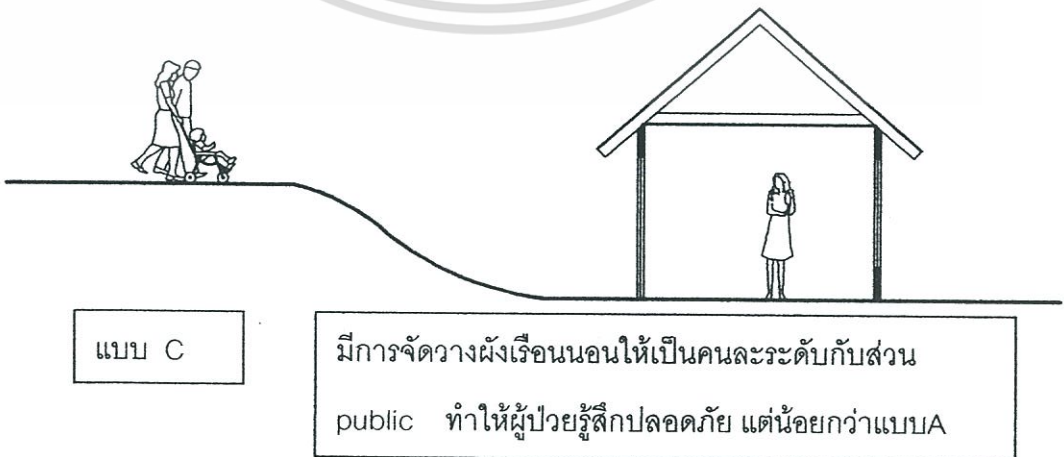 แบบ C
มีการจัดวางผังเรือนนอนให้เป็นคนละระดับกับส่วน
public ทำให้ผู้ป่วยรู้สึกปลอดภัย แต่น้อยกว่าแบบA